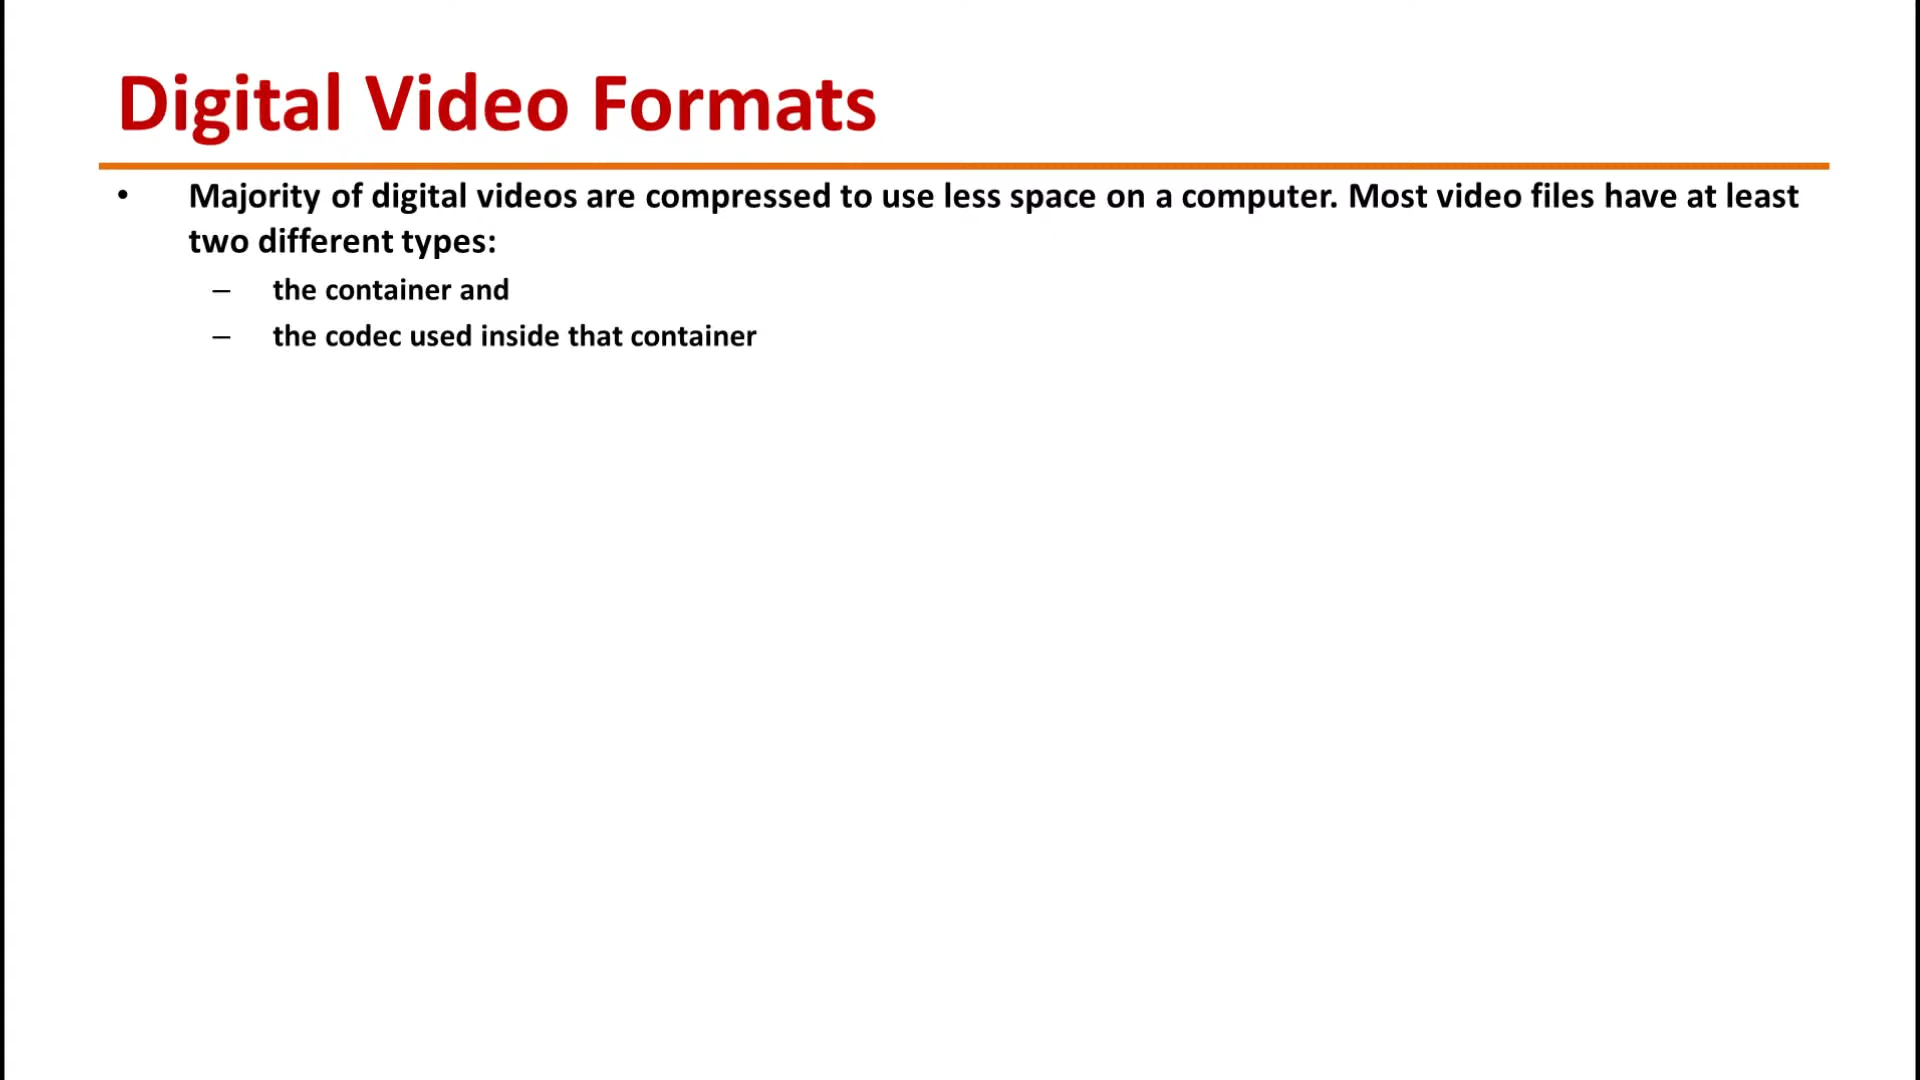 Digital Video Formats
• Majority of digital videos are compressed to use less space on a computer. Most video files have at least
two different types:
– the container and
– the codec used inside that container